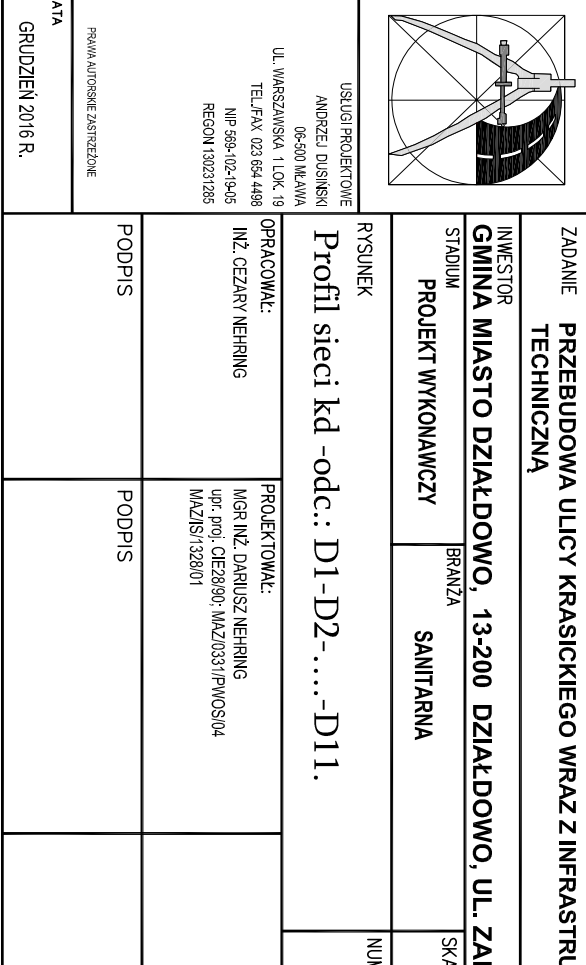 ZADANIE
PRZEBUDOWA ULICY KRASICKIEGO WRAZ Z INFRASTRU
TECHNICZNĄ
INWESTOR
GMINA MIASTO DZIAŁDOWO, 13-200 DZIAŁDOWO, UL. ZA
STADIUM
PROJEKT WYKONAWCZY
BRANŻA
SANITARNA
SKA
USŁUGI PROJEKTOWE
ANDRZEJ DUSIŃSKI
06-500 MŁAWA
UL. WARSZAWSKA 1 LOK. 19
TEL./FAX 023 654 4498
NIP 569-102-19-05
REGON 130231285
RYSUNEK
Profil sieci kd -odc.: D1-D2-....-D11.
NUM
OPRACOWAŁ:
INŻ. CEZARY NEHRING
PROJEKTOWAŁ:
MGR INŻ. DARIUSZ NEHRING
upr. proj. CIE28/90; MAZ/0331/PWOS/04
MAZ/IS/1328/01
PRAWA AUTORSKIE ZASTRZEŻONE
PODPIS
PODPIS
ATA
GRUDZIEŃ 2016 R.